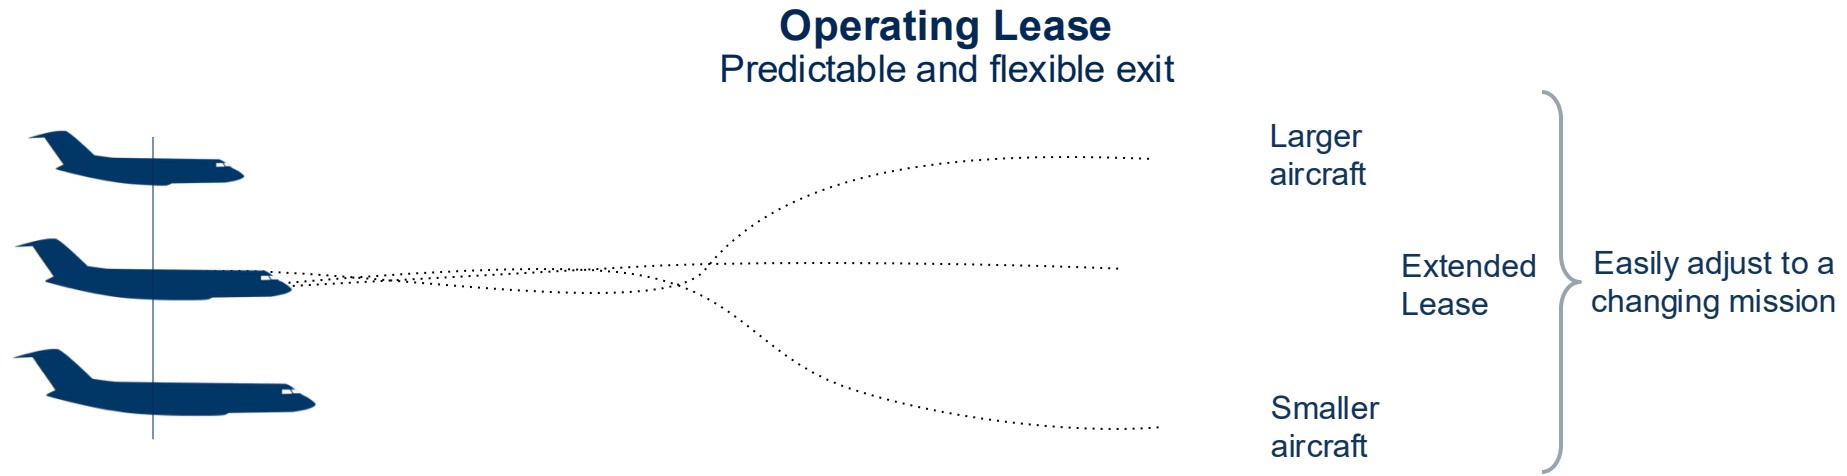 Operating Lease
Predictable and flexible exit
Larger
aircraft
Extended
Lease
Easily adjust to a
changing mission
Smaller
aircraft